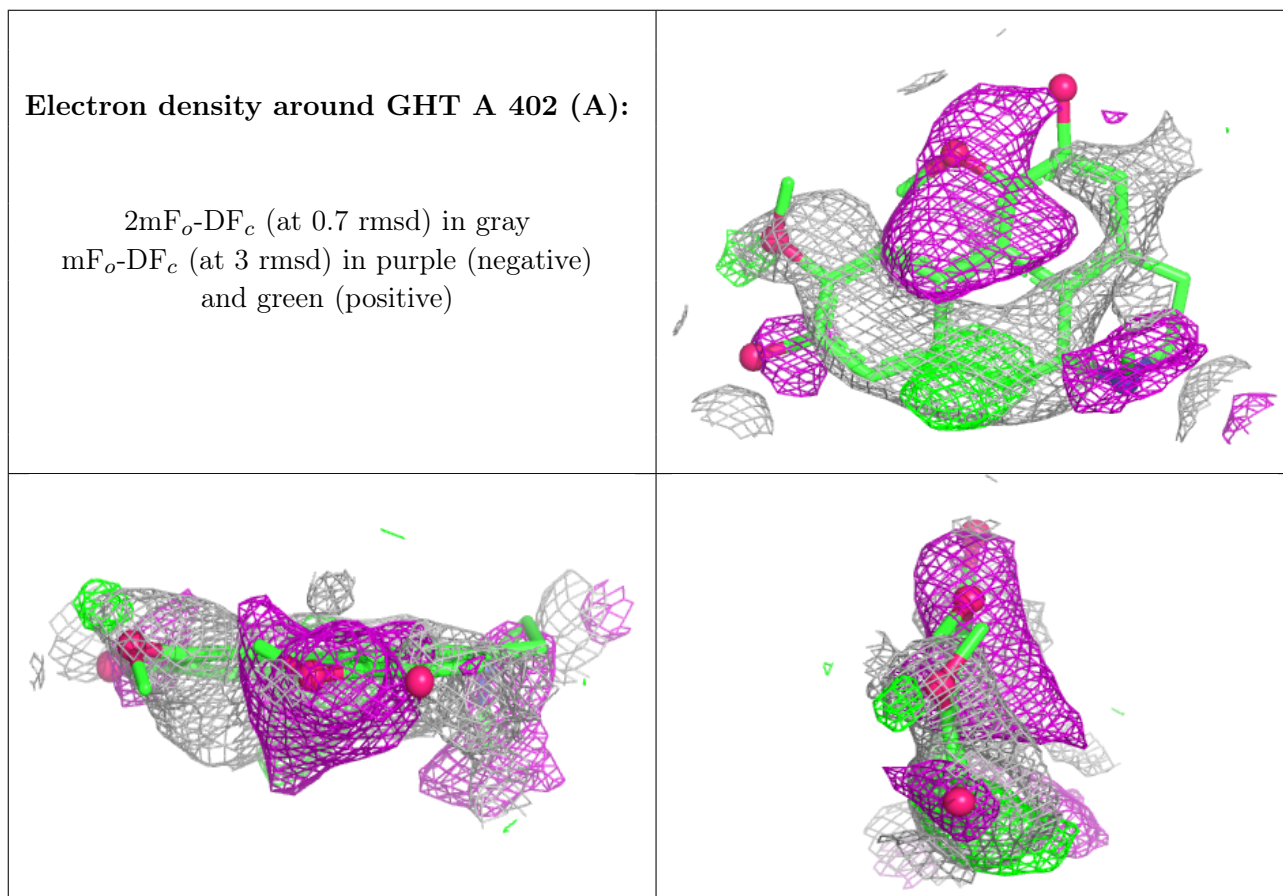 Electron density around GHT A 402 (A):
2mFo-DFc (at 0.7 rmsd) in gray
mFo-DFc (at 3 rmsd) in purple (negative)
and green (positive)